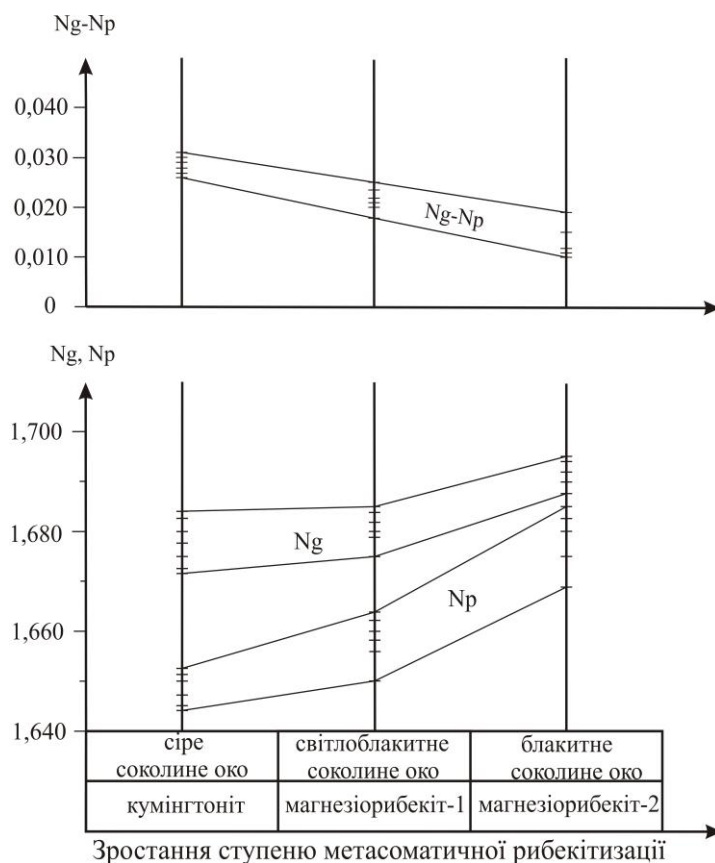 Ng-Np
0,040
0,030
0,020
Ng-Np
0,010
0
Ng, Np
1,700
1,680
Ng
Np
1,660
1,640
сіре
соколине око
світлоблакитне
соколине око
блакитне
соколине око
кумінгтоніт
магнезіорибекіт-1
магнезіорибекіт-2
Зростання ступеню метасоматичної рибекітизації